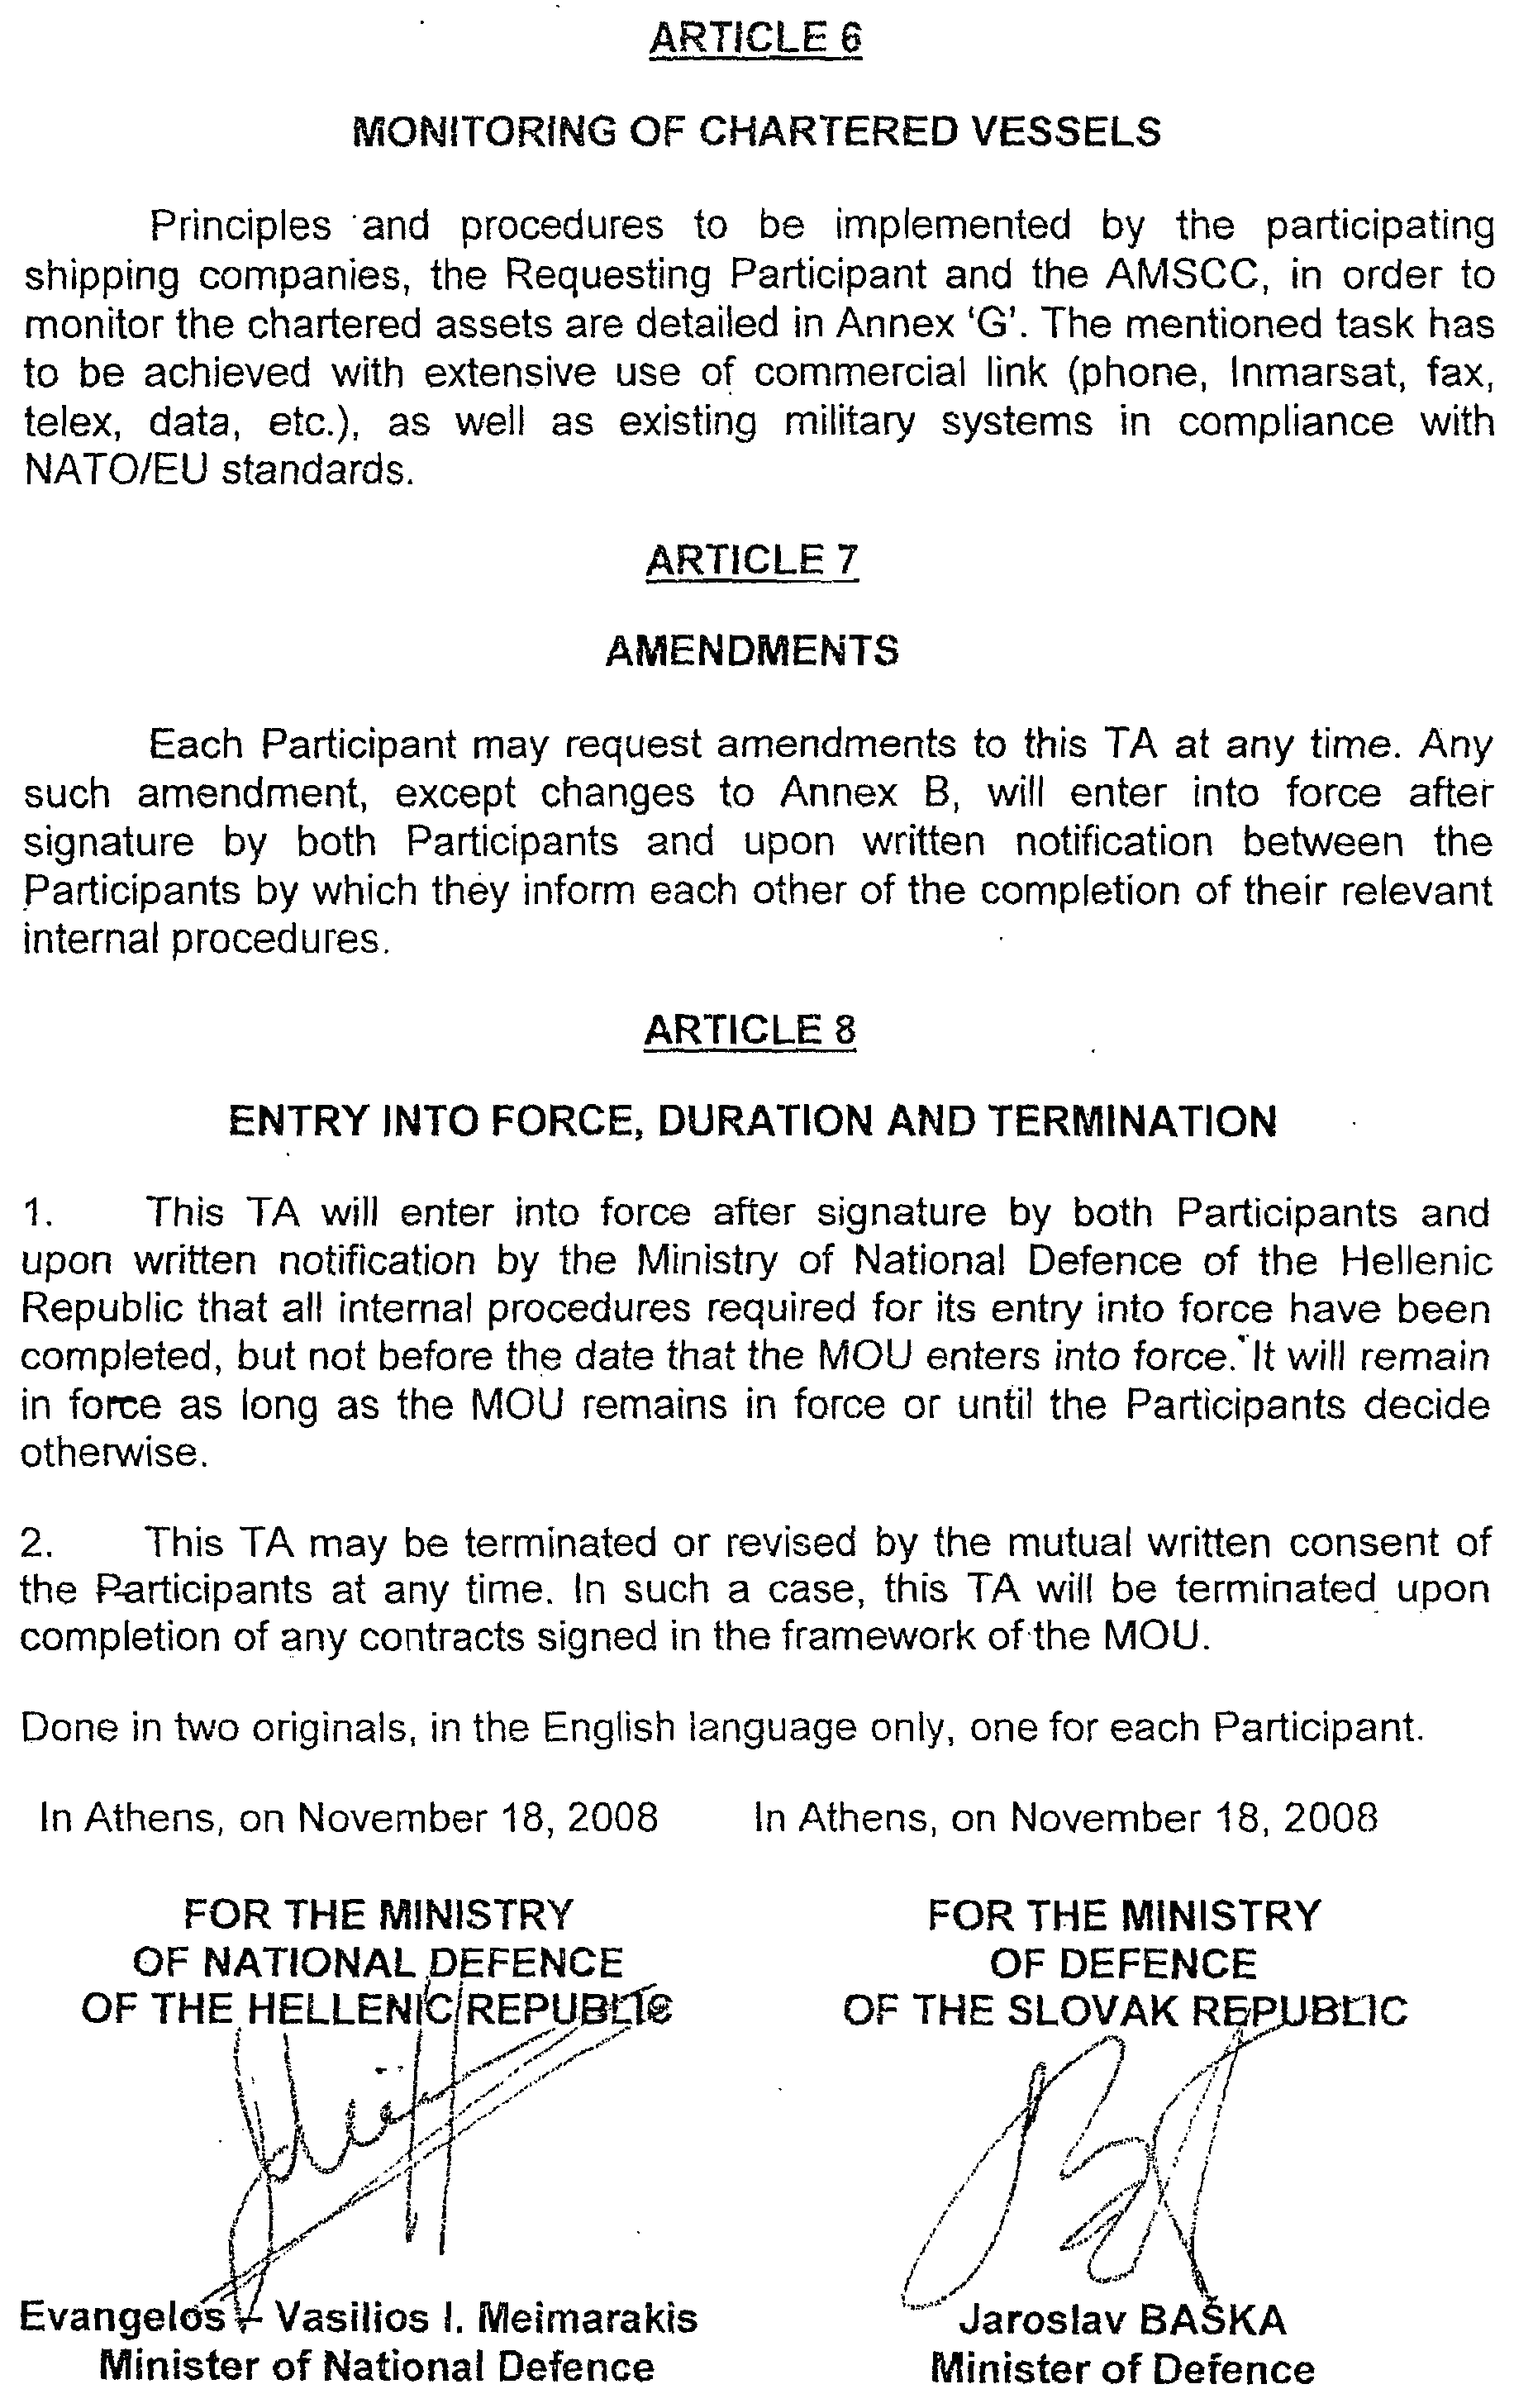 ARTICLE 6
MONITORING OF CHARTERED VESSELS
Principles and procedures to be implemented by the participating
shipping companies, the Requesting Participant and the AMSCC, in order to
monitor the chartered assets are detailed in Annex ‘G’. The mentioned task has
to be achieved with extensive use of commercial link (phone, Inmarsat, fax,
telex, data, etc.), as well as existing military systems in compliance with
NATO/EU standards.
ARTICLE 7
AMENDMENTS
Each Participant may request amendments to this TA at any time. Any
such amendment, except changes to Annex B, will enter into force after
signature by both Participants and upon written notification between the
Participants by which they inform each other of the completion of their relevant
internal procedures.
ARTICLE 8
ENTRY INTO FORCE, DURATION AND TERMINATION
1. This TA will enter into force after signature by both Participants and
upon written notification by the Ministry of National Defence of the Hellenic
Republic that all internal procedures required for its entry into force have been
completed, but not before the date that the MOU enters into force. It will remain
in force as long as the MOU remains in force or until the Participants decide
otherwise.
2. This TA may be terminated or revised by the mutual written consent of
the Participants at any time. In such a case, this TA will be terminated upon
completion of any contracts signed in the framework of the MOU.
Done in two originals, in the English language only, one for each Participant.
In Athens, on November 18, 2008 In Athens, on November 18, 2008
FOR THE MINISTRY
OF NATIONAL DEFENCE
OF THE HELLENIC REPUBLIC
Evangelos – Vasilios I. Meimarakis
Minister of National Defence
FOR THE MINISTRY
OF DEFENCE
OF THE SLOVAK REPUBLIC
Jaroslav BAŠKA
Minister of Defence